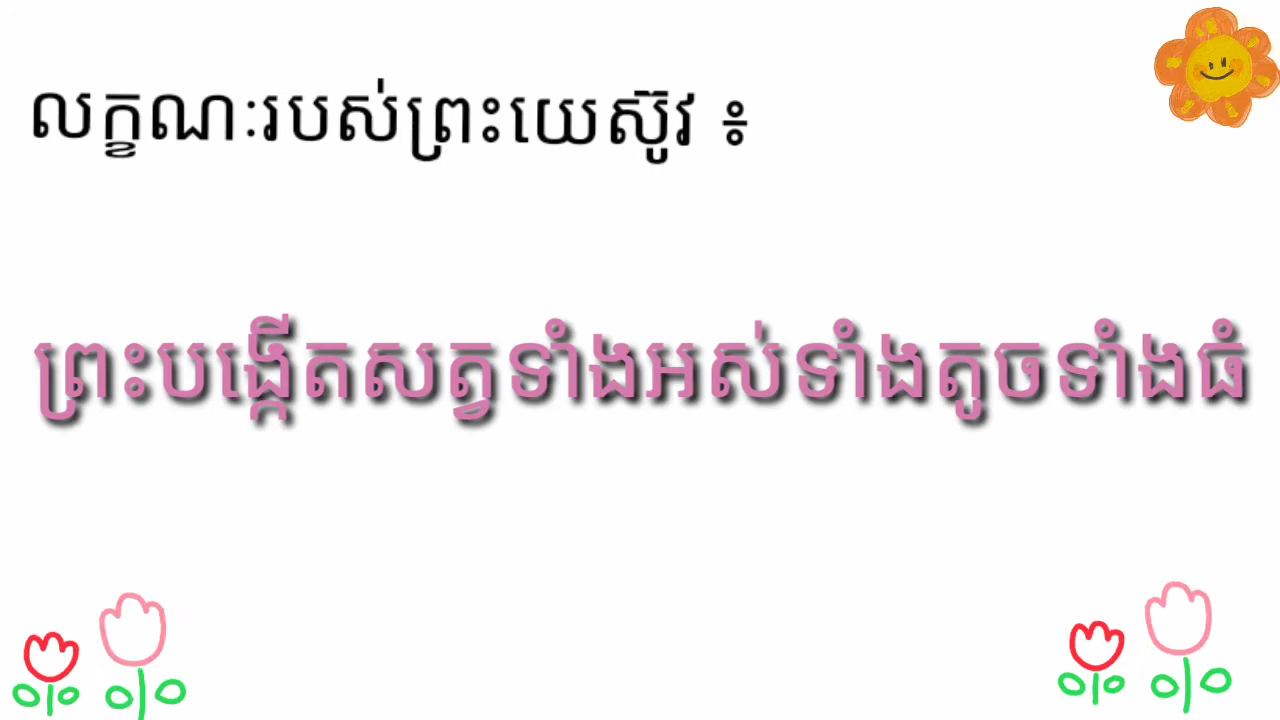 លក្ខណៈរបស់ព្រះយេស៊ូវ ៖
ព្រះបង្កើតសត្វទាំងអស់ទាំងតូចទាំងធំ